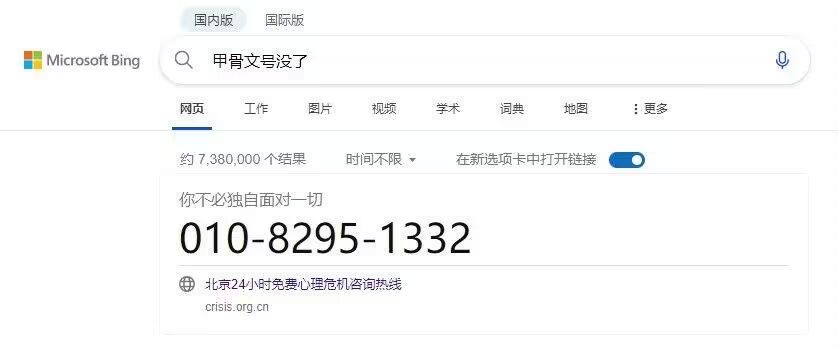 国内版 国际版
Microsoft Bing
甲骨文号没了
网页 工作 图片 视频 学术 词典 地图 更多
约 7,380,000 个结果 时间不限 在新选项卡中打开链接
你不必独自面对一切
010-8295-1332
北京24小时免费心理危机咨询热线
crisis.org.cn